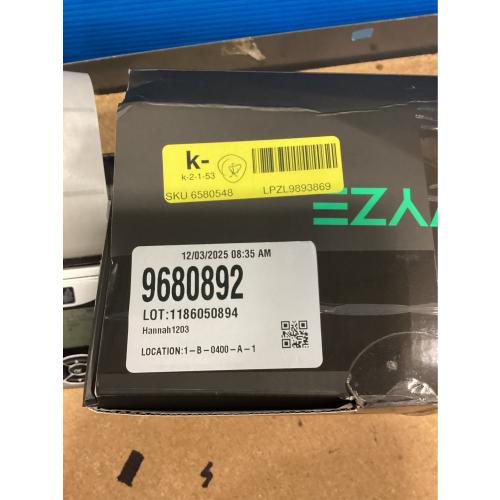 k-
k-2-1-53
SKU 6580548
LPZL9893869
YZE
12/03/2025 08:35 AM
9680892
LOT:1186050894
Hannah1203
LOCATION:1-B-0400-A-1